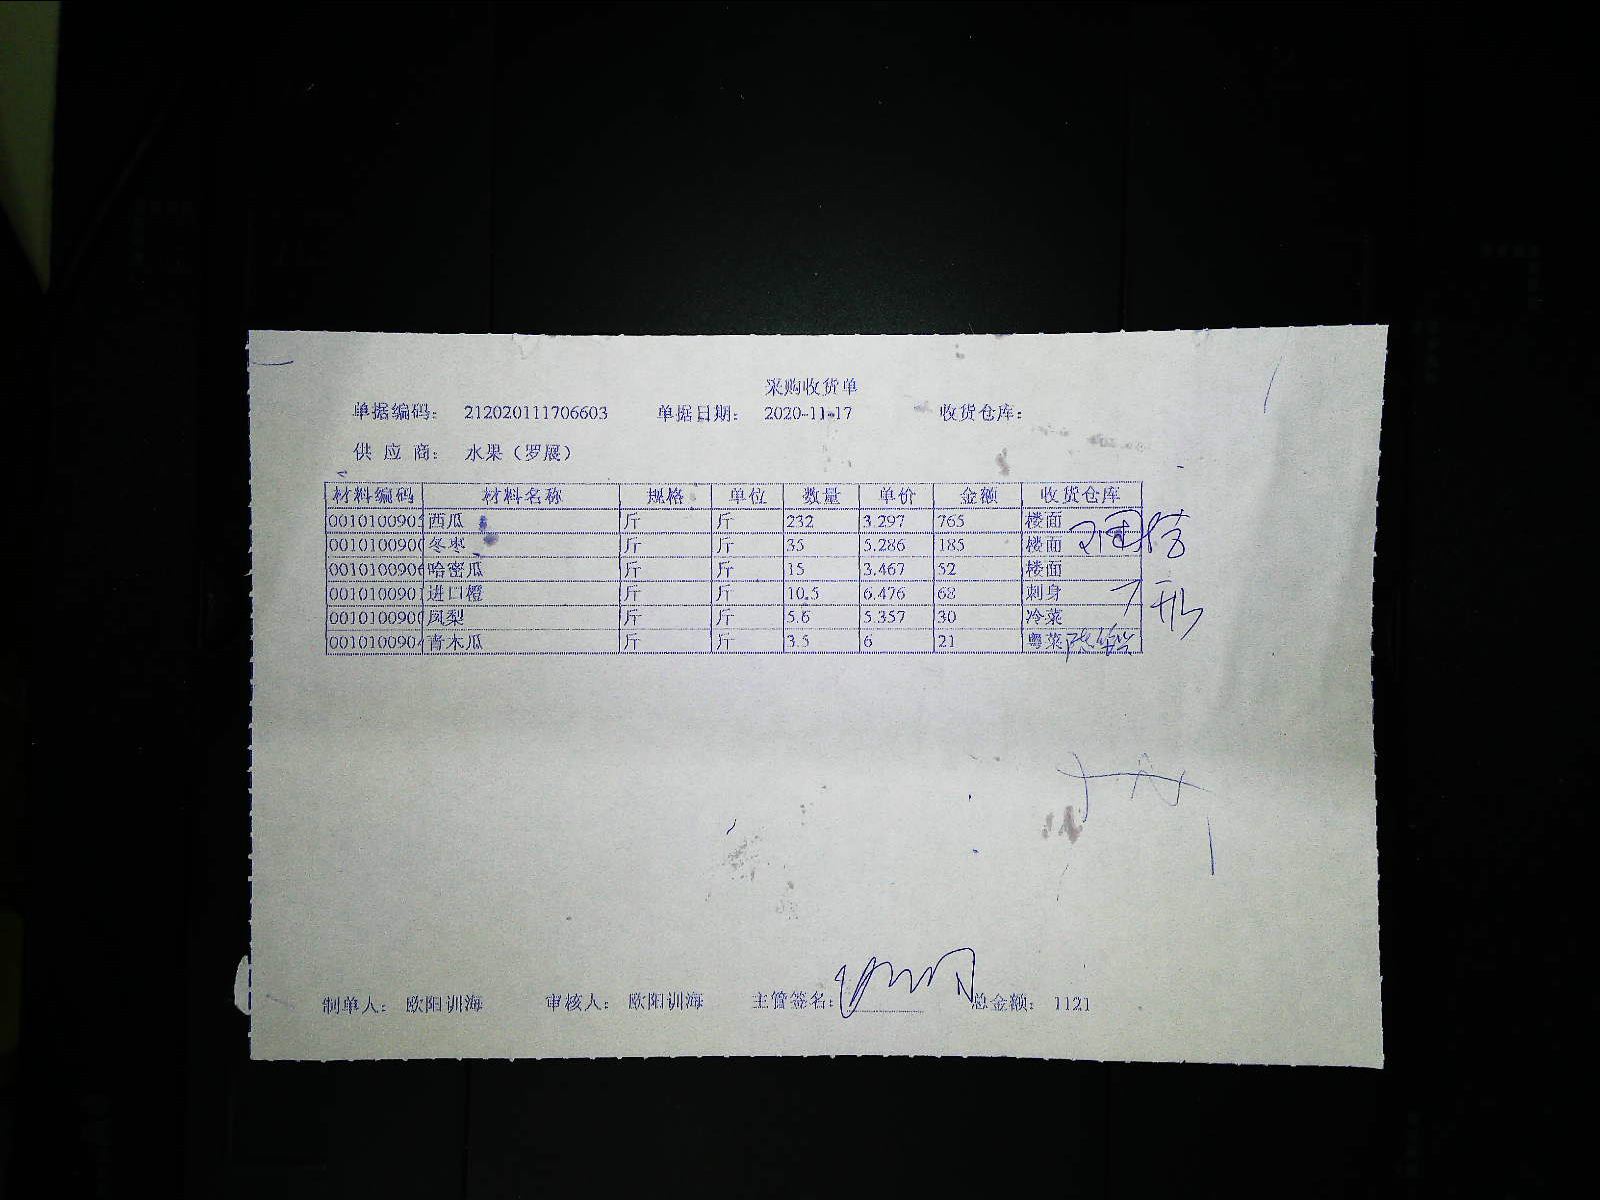 采购收货单
单据编码： 212020111706603 单据日期： 2020-11-17 收货仓库：
供 应 商： 水果（罗展）
材料编码 材料名称 规格 单位 数量 单价 金额 收货仓库
001010090 西瓜 斤 斤 232 3.297 765 楼面
001010090 冬枣 斤 斤 35 5.286 185 楼面
001010090 哈密瓜 斤 斤 15 3.467 52 楼面
001010090 进口橙 斤 斤 10.5 6.476 68 刺身
001010090 凤梨 斤 斤 5.6 5.357 30 冷菜
001010090 青木瓜 斤 斤 3.5 6 21 粤菜
制单人： 欧阳训海 审核人： 欧阳训海 主管签名： 总金额： 1121